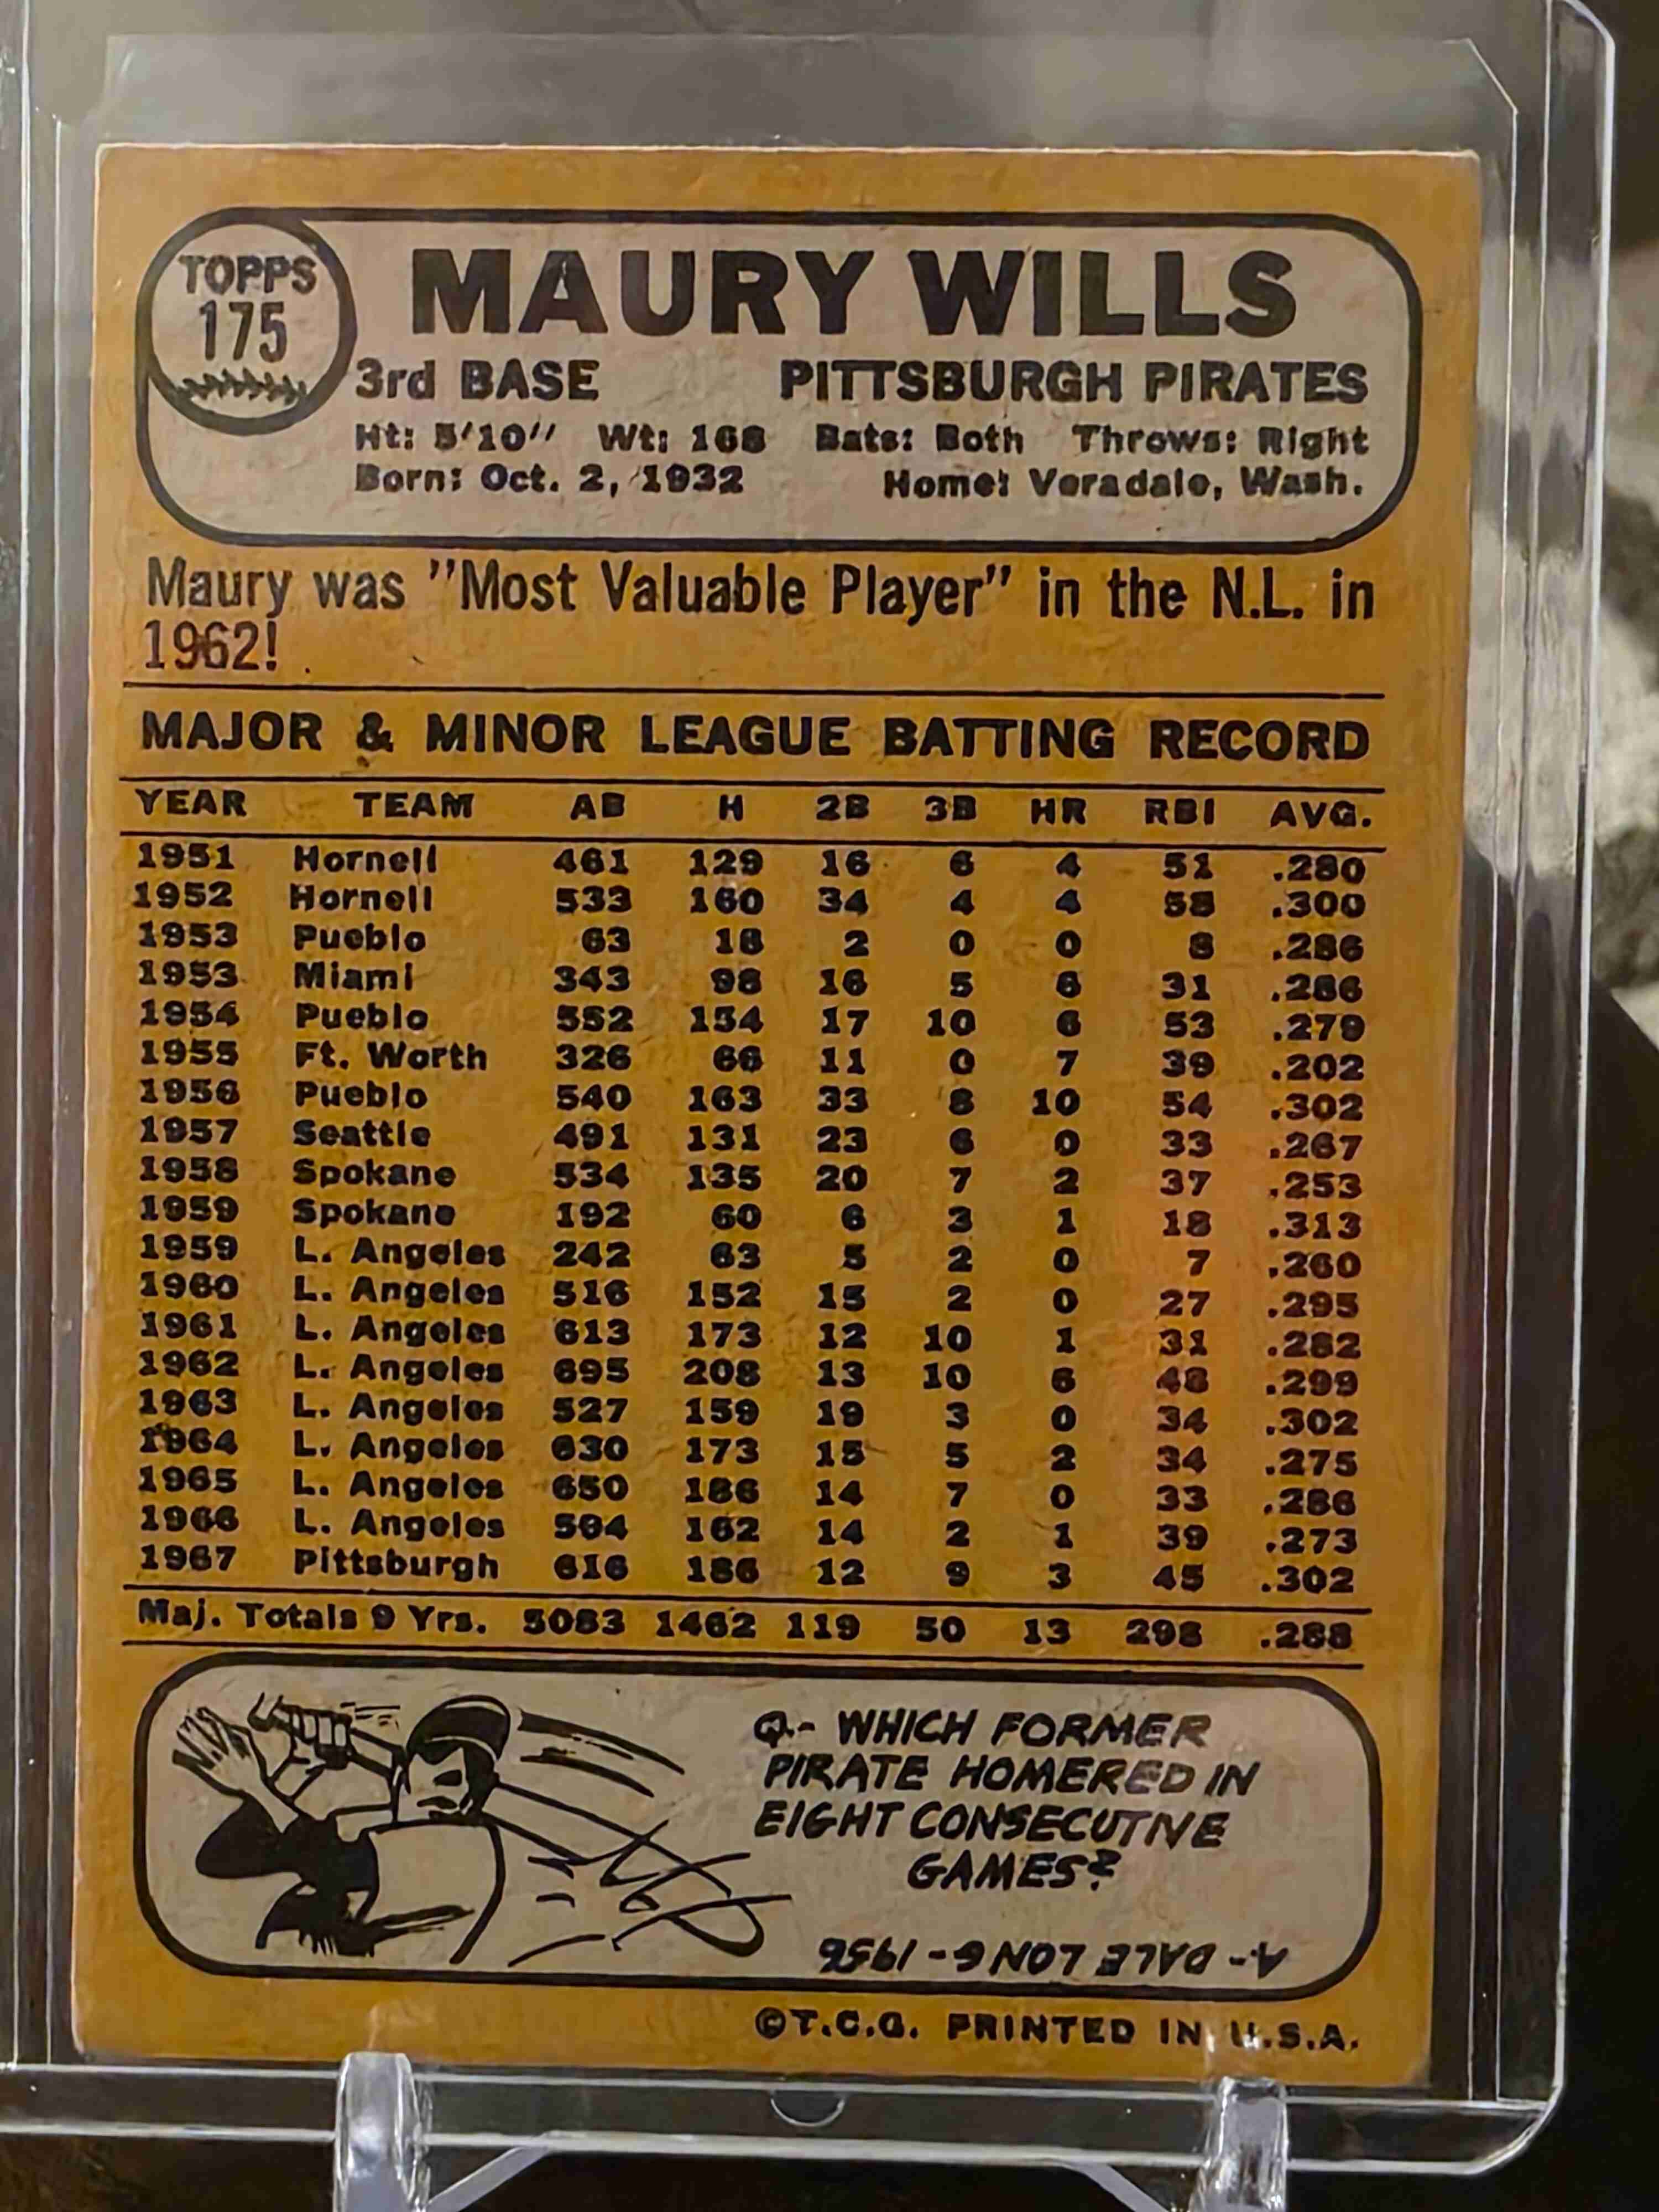 TOPPS
175
MAURY WILLS
3rd BASE PITTSBURGH PIRATES
Ht: 5'10" Wt: 168 Bats: Both Throws: Right
Born: Oct. 2, 1932 Home: Veradale, Wash.
Maury was "Most Valuable Player" in the N.L. in
1962!
MAJOR & MINOR LEAGUE BATTING RECORD
YEAR TEAM AB H 2B 3B HR RBI AVG.
1951 Hornell 461 129 16 6 4 51 .280
1952 Hornell 533 160 34 4 4 58 .300
1953 Pueblo 63 18 2 0 0 8 .286
1953 Miami 343 98 16 5 6 31 .286
1954 Pueblo 552 154 17 10 6 53 .279
1955 Ft. Worth 326 66 11 0 7 39 .202
1956 Pueblo 540 163 33 8 10 54 .302
1957 Seattle 491 131 23 6 0 33 .267
1958 Spokane 534 135 20 7 2 37 .253
1959 Spokane 192 60 6 3 1 18 .313
1959 L. Angeles 242 63 5 2 0 7 .260
1960 L. Angeles 516 152 15 2 0 27 .295
1961 L. Angeles 613 173 12 10 1 31 .282
1962 L. Angeles 695 208 13 10 6 48 .299
1963 L. Angeles 527 159 19 3 0 34 .302
1964 L. Angeles 630 173 15 5 2 34 .275
1965 L. Angeles 650 186 14 7 0 33 .286
1966 L. Angeles 594 162 14 2 1 39 .273
1967 Pittsburgh 616 186 12 9 3 45 .302
Maj. Totals 9 Yrs. 5083 1462 119 50 13 298 .288
Q.- WHICH FORMER
PIRATE HOMERED IN
EIGHT CONSECUTIVE
GAMES?
A- DALE LONG - 1956
©T.C.G. PRINTED IN U.S.A.